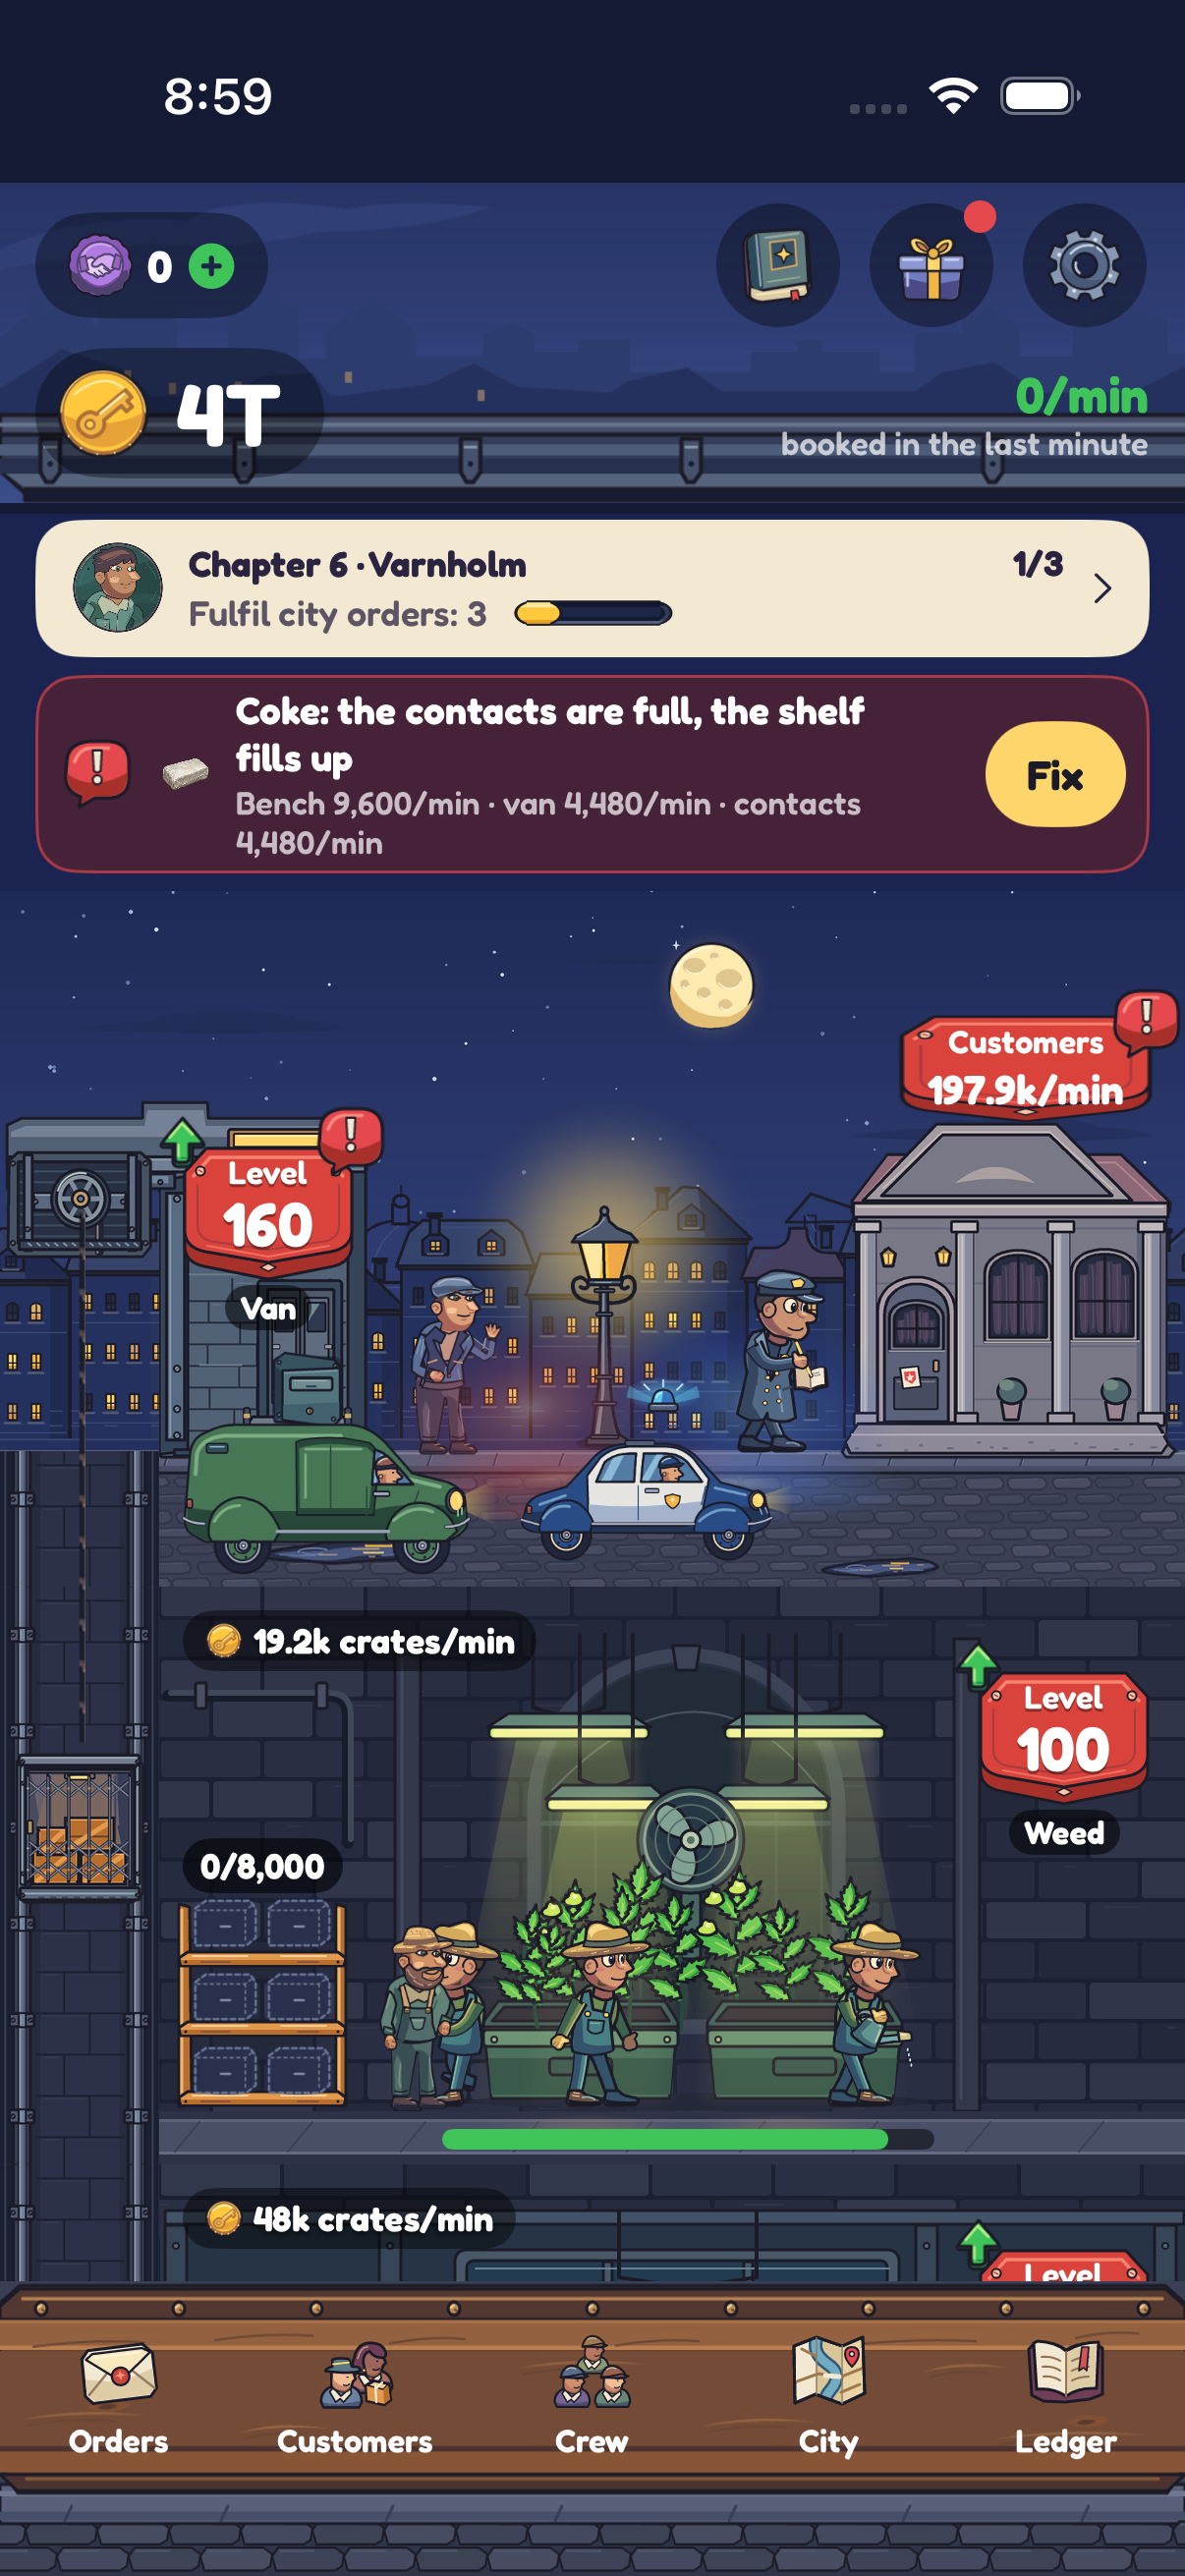 8:59
0
4T
0/min
booked in the last minute
Chapter 6 · Varnholm
1/3
Fulfil city orders: 3
Coke: the contacts are full, the shelf
fills up
Bench 9,600/min · van 4,480/min · contacts
4,480/min
Fix
Customers
197.9k/min
Level
160
Van
19.2k crates/min
Level
100
Weed
0/8,000
48k crates/min
Level
Orders
Customers
Crew
City
Ledger